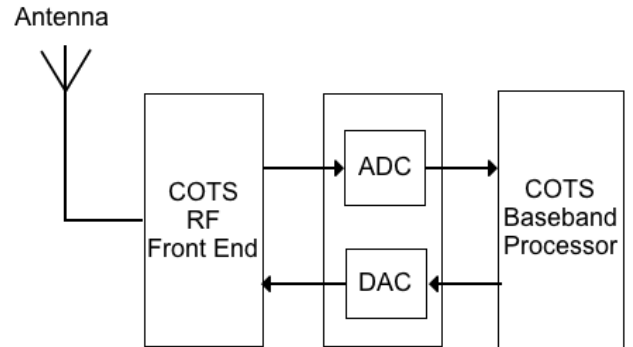 Antenna
COTS
RF
Front End
ADC
DAC
COTS
Baseband
Processor